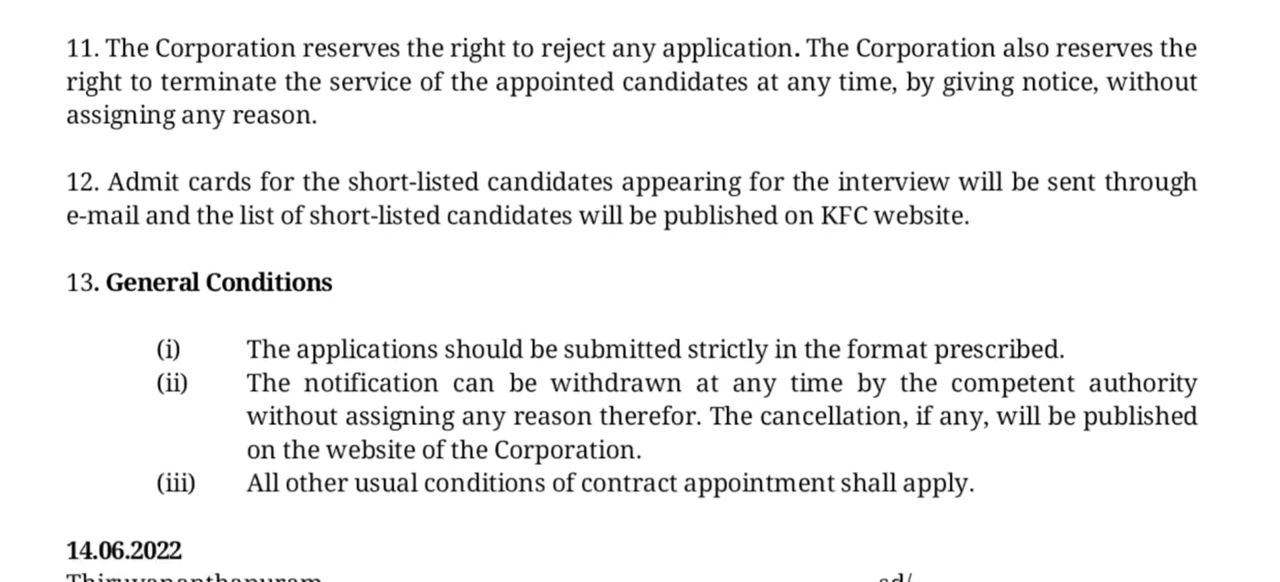 11. The Corporation reserves the right to reject any application. The Corporation also reserves the
right to terminate the service of the appointed candidates at any time, by giving notice, without
assigning any reason.
12. Admit cards for the short-listed candidates appearing for the interview will be sent through
e-mail and the list of short-listed candidates will be published on KFC website.
13. General Conditions
(i) The applications should be submitted strictly in the format prescribed.
(ii) The notification can be withdrawn at any time by the competent authority
without assigning any reason therefor. The cancellation, if any, will be published
on the website of the Corporation.
(iii) All other usual conditions of contract appointment shall apply.
14.06.2022
Thiruvananthapuram sd/